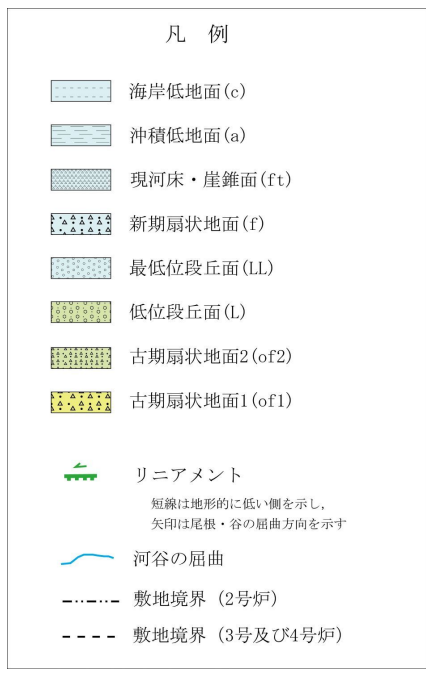 凡 例
海岸低地面(c)
沖積低地面(a)
現河床・崖錐面(ft)
新期扇状地面(f)
最低位段丘面(LL)
低位段丘面(L)
古期扇状地面2(of2)
古期扇状地面1(of1)
リニアメント
短線は地形的に低い側を示し,
矢印は尾根・谷の屈曲方向を示す
河谷の屈曲
敷地境界 (2号炉)
敷地境界 (3号及び4号炉)